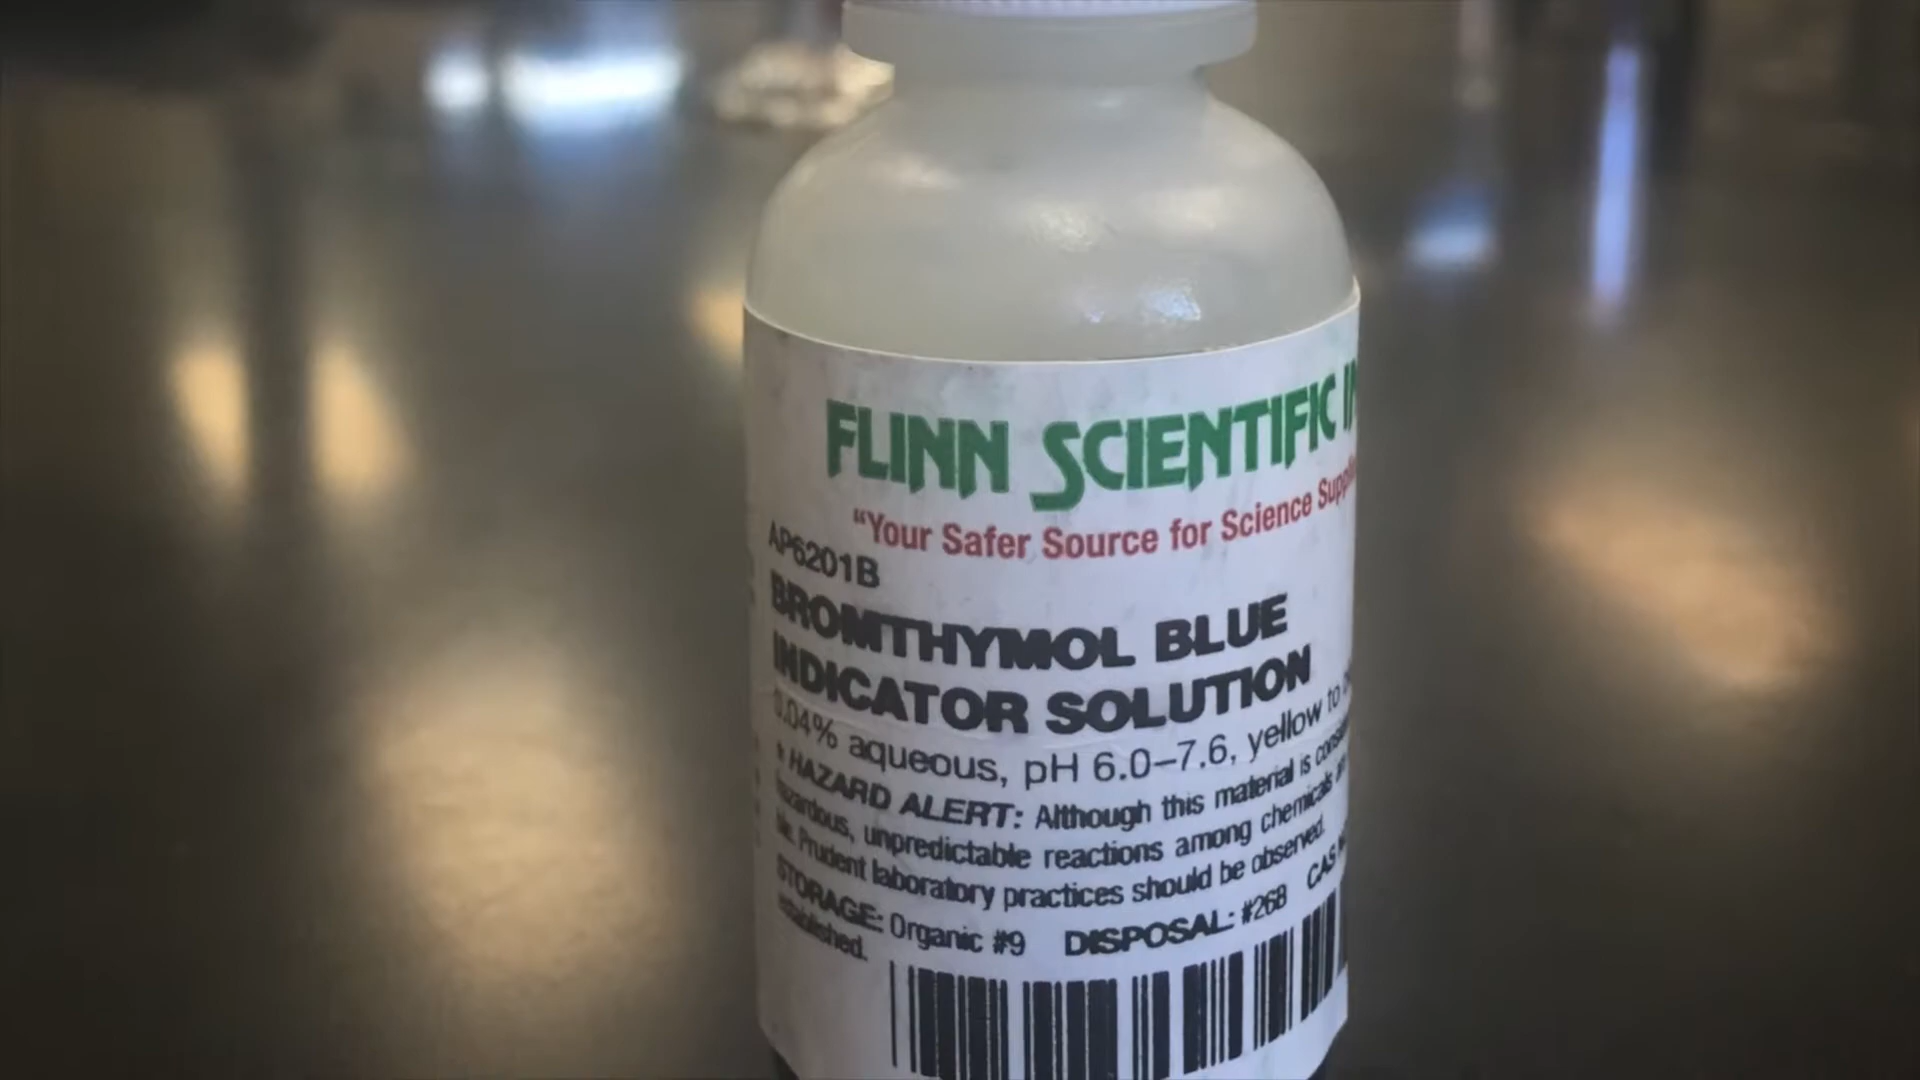 FLINN SCIENTIFIC
"Your Safer Source for Science
AP6201B
BROMTHYMOL BLUE
INDICATOR SOLUTION
0.04% aqueous, pH 6.0–7.6, yellow to
HAZARD ALERT: Although this material is
hazardous, unpredictable reactions among chemicals
Prudent laboratory practices should be observed.
STORAGE: Organic #9 DISPOSAL: #26B CAS
established.